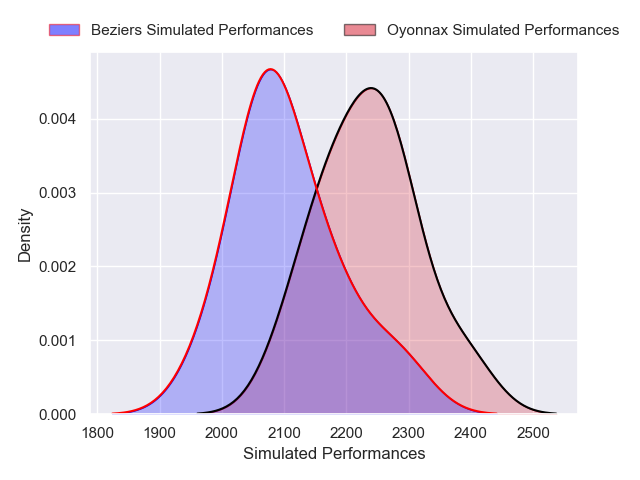 Beziers Simulated Performances Oyonnax Simulated Performances
0.004
0.003
0.002
0.001
0.000
Density
1800 1900 2000 2100 2200 2300 2400 2500
Simulated Performances